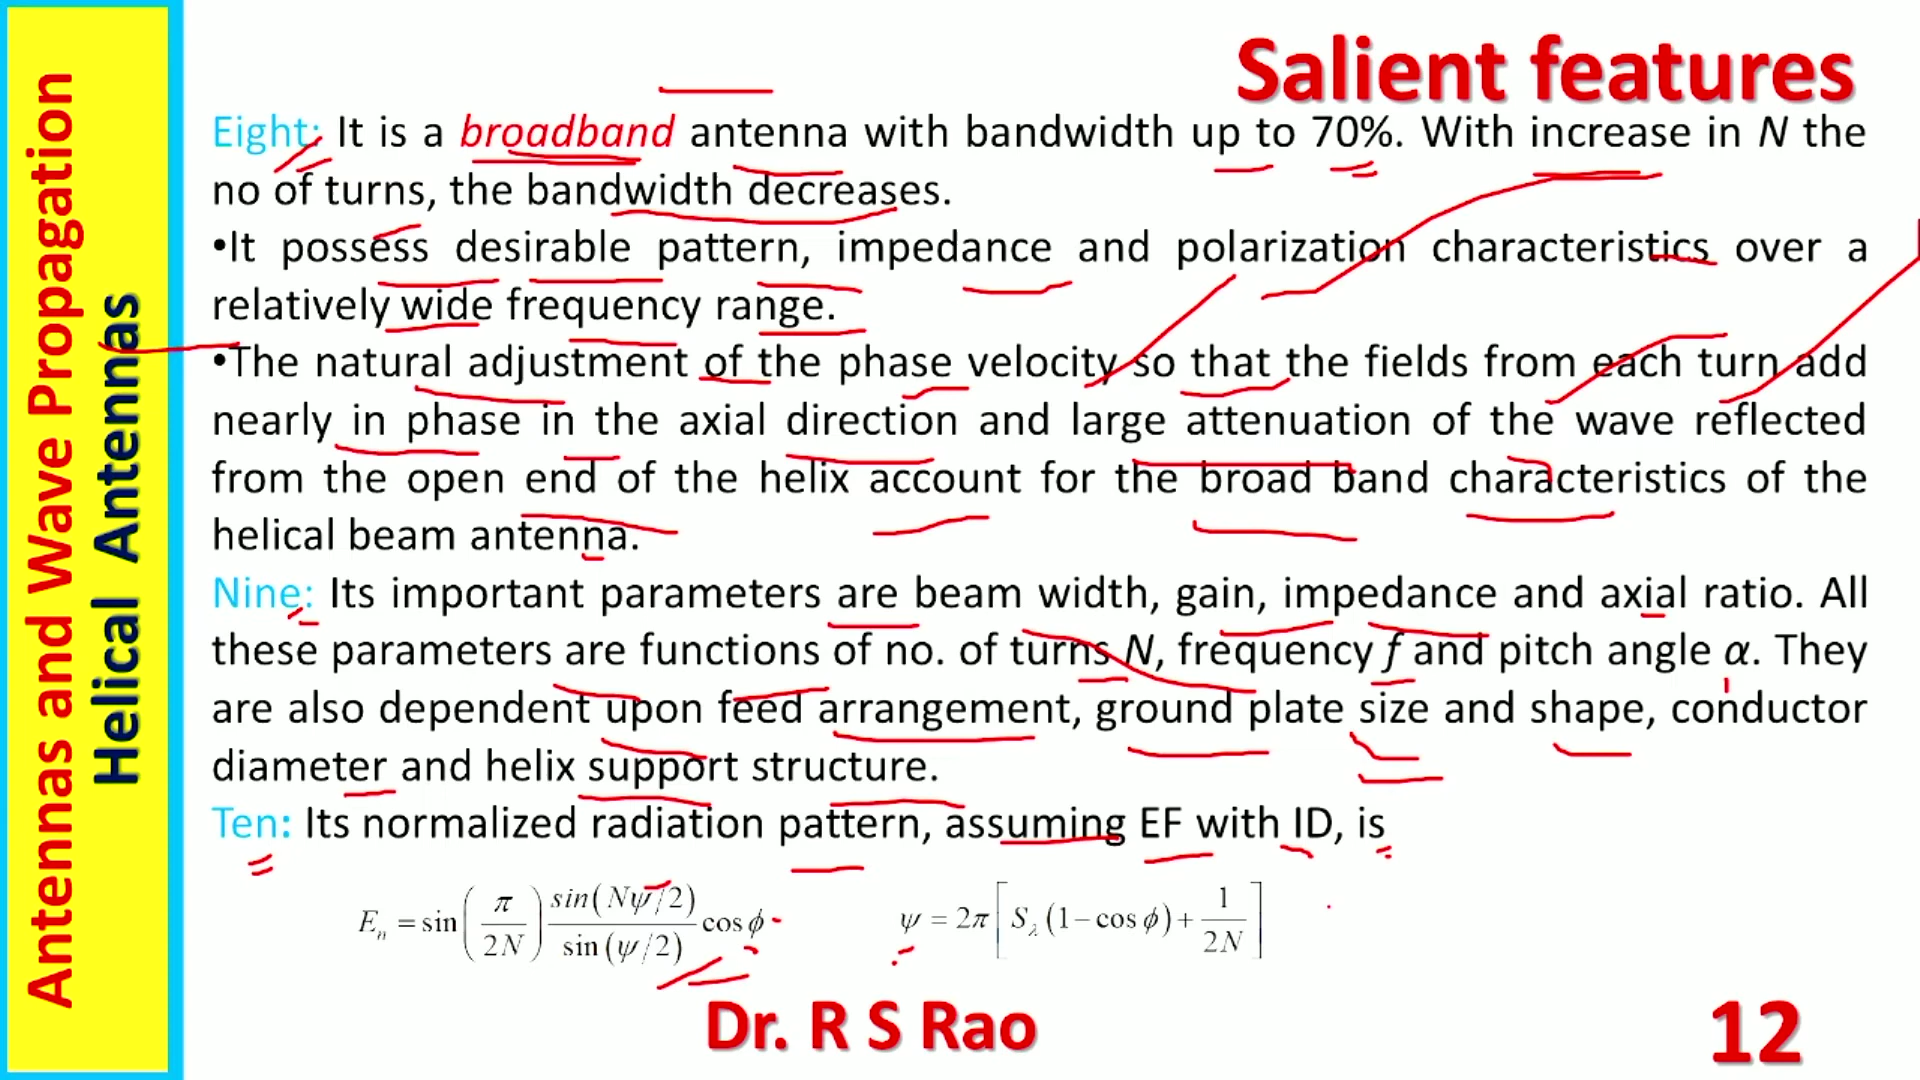 Antennas and Wave Propagation
Helical Antennas
Salient features
Eight: It is a broadband antenna with bandwidth up to 70%. With increase in N the
no of turns, the bandwidth decreases.
•It possess desirable pattern, impedance and polarization characteristics over a
relatively wide frequency range.
•The natural adjustment of the phase velocity so that the fields from each turn add
nearly in phase in the axial direction and large attenuation of the wave reflected
from the open end of the helix account for the broad band characteristics of the
helical beam antenna.
Nine: Its important parameters are beam width, gain, impedance and axial ratio. All
these parameters are functions of no. of turns N, frequency f and pitch angle α. They
are also dependent upon feed arrangement, ground plate size and shape, conductor
diameter and helix support structure.
Ten: Its normalized radiation pattern, assuming EF with ID, is
E_n = sin(π/2N) sin(Nψ/2)/sin(ψ/2) cos ϕ ψ = 2π[S_λ(1−cos ϕ)+1/2N]
Dr. R S Rao
12